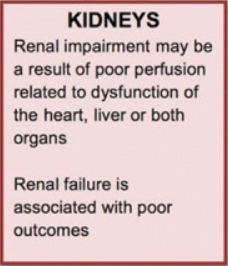 KIDNEYS
Renal impairment may be
a result of poor perfusion
related to dysfunction of
the heart, liver or both
organs
Renal failure is
associated with poor
outcomes